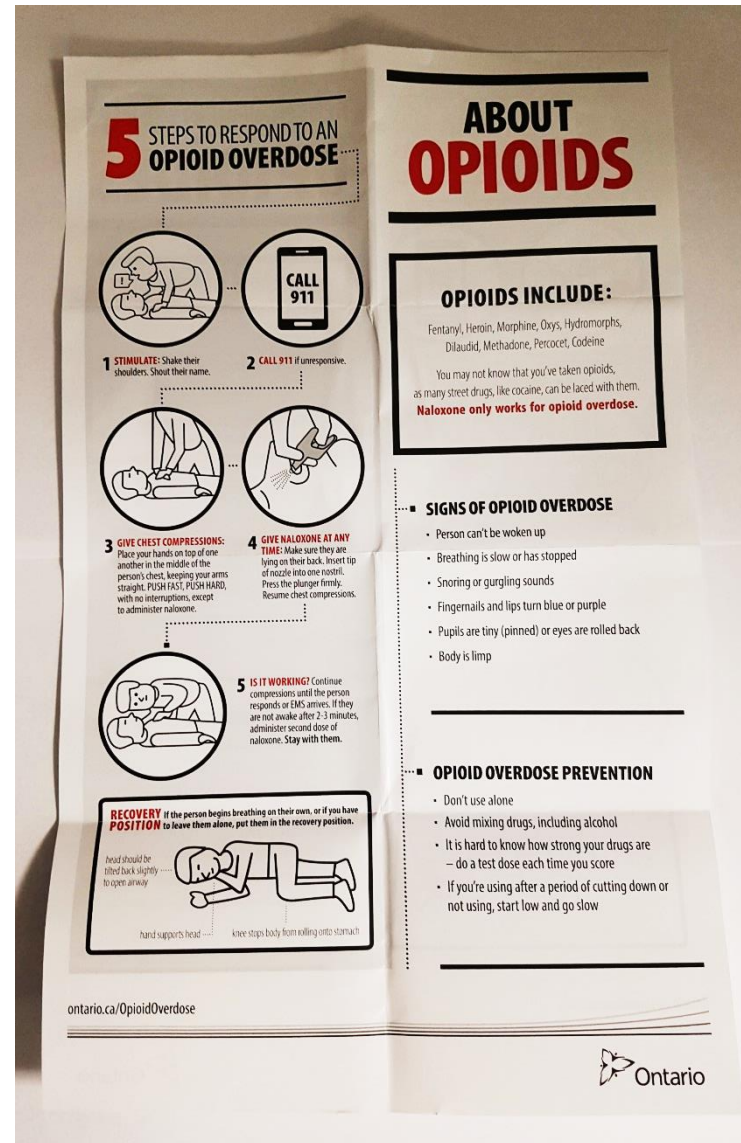 5 STEPS TO RESPOND TO AN
OPIOID OVERDOSE
CALL
911
1 STIMULATE: Shake their
shoulders. Shout their name.
2 CALL 911 if unresponsive.
3 GIVE CHEST COMPRESSIONS:
Place your hands on top of one
another in the middle of the
person's chest, keeping your arms
straight. PUSH FAST, PUSH HARD,
with no interruptions, except
to administer naloxone.
4 GIVE NALOXONE AT ANY
TIME: Make sure they are
lying on their back. Insert tip
of nozzle into one nostril.
Press the plunger firmly.
Resume chest compressions.
5 IS IT WORKING? Continue
compressions until the person
responds or EMS arrives. If they
are not awake after 2-3 minutes,
administer second dose of
naloxone. Stay with them.
RECOVERY If the person begins breathing on their own, or if you have
POSITION to leave them alone, put them in the recovery position.
head should be
tilted back slightly
to open airway
hand supports head
knee stops body from rolling onto stomach
ontario.ca/OpioidOverdose
ABOUT
OPIOIDS
OPIOIDS INCLUDE:
Fentanyl, Heroin, Morphine, Oxys, Hydromorphs,
Dilaudid, Methadone, Percocet, Codeine
You may not know that you've taken opioids,
as many street drugs, like cocaine, can be laced with them.
Naloxone only works for opioid overdose.
SIGNS OF OPIOID OVERDOSE
• Person can't be woken up
• Breathing is slow or has stopped
• Snoring or gurgling sounds
• Fingernails and lips turn blue or purple
• Pupils are tiny (pinned) or eyes are rolled back
• Body is limp
OPIOID OVERDOSE PREVENTION
• Don't use alone
• Avoid mixing drugs, including alcohol
• It is hard to know how strong your drugs are
– do a test dose each time you score
• If you're using after a period of cutting down or
not using, start low and go slow
Ontario